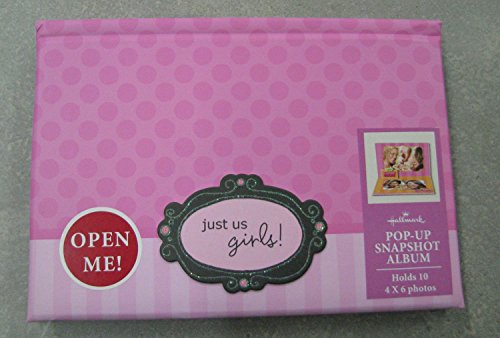 just us
girls!
OPEN
ME!
Hallmark
POP-UP
SNAPSHOT
ALBUM
Holds 10
4 X 6 photos